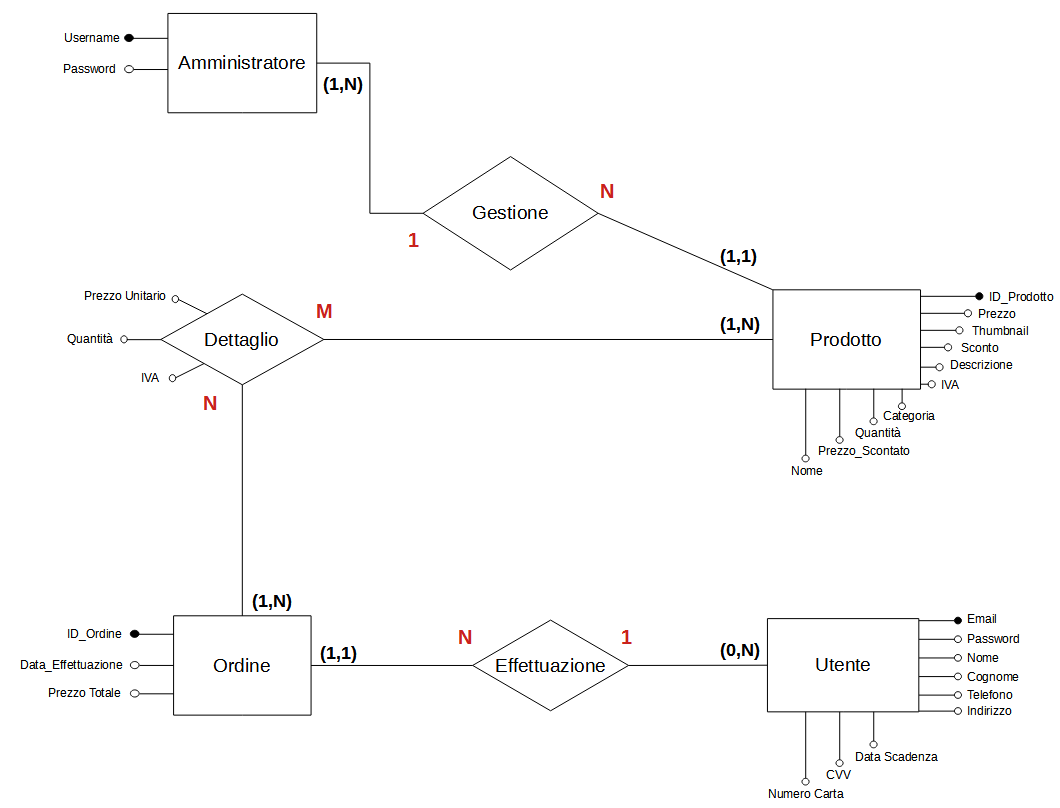 Username
Password
Amministratore
(1,N)
Gestione
N
1
(1,1)
Prezzo Unitario
Quantità
IVA
Dettaglio
M
N
(1,N)
Prodotto
ID_Prodotto
Prezzo
Thumbnail
Sconto
Descrizione
IVA
Categoria
Quantità
Prezzo_Scontato
Nome
(1,N)
ID_Ordine
Data_Effettuazione
Prezzo Totale
Ordine
(1,1)
N
Effettuazione
1
(0,N)
Utente
Email
Password
Nome
Cognome
Telefono
Indirizzo
Data Scadenza
CVV
Numero Carta